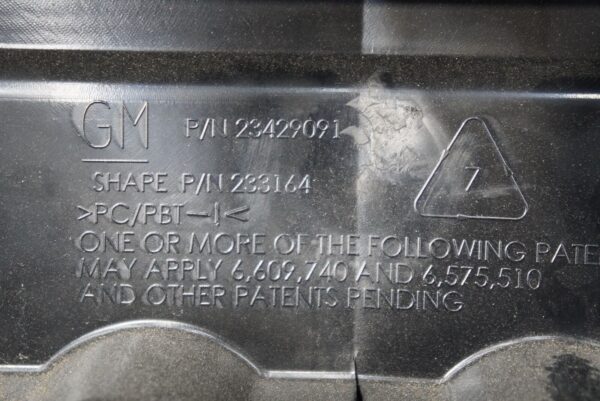 GM P/N 23429091
SHAPE P/N 233164
>PC/PBT-I<
7
ONE OR MORE OF THE FOLLOWING PATE
MAY APPLY 6,609,740 AND 6,575,510
AND OTHER PATENTS PENDING